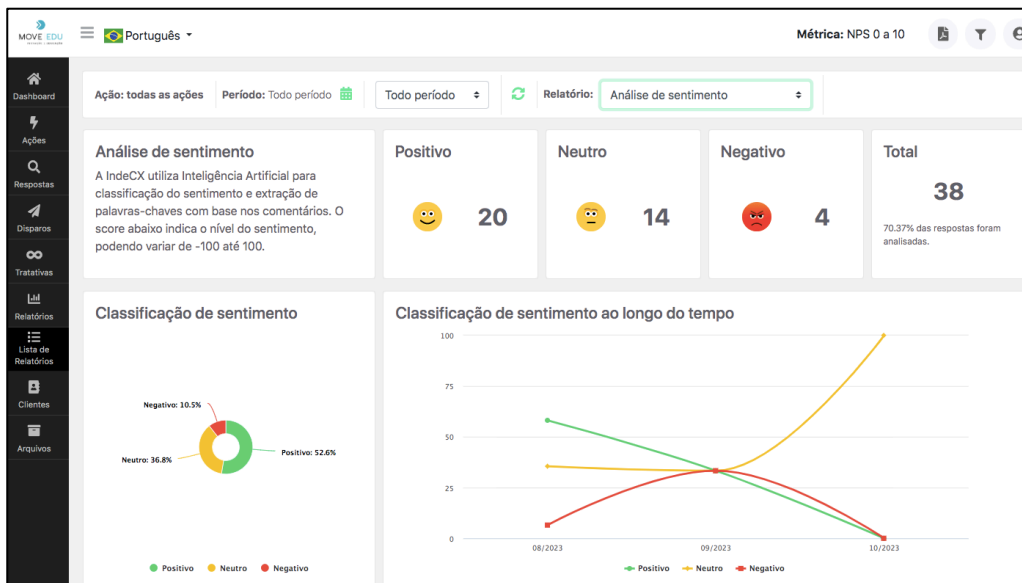 MOVE EDU
Português
Métrica: NPS 0 a 10
Dashboard
Ações
Respostas
Disparos
Tratativas
Relatórios
Lista de
Relatórios
Clientes
Arquivos
Ação: todas as ações
Período: Todo período
Todo período
Relatório:
Análise de sentimento
Análise de sentimento
A IndeCX utiliza Inteligência Artificial para
classificação do sentimento e extração de
palavras-chaves com base nos comentários. O
score abaixo indica o nível do sentimento,
podendo variar de -100 até 100.
Positivo
20
Neutro
14
Negativo
4
Total
38
70.37% das respostas foram
analisadas.
Classificação de sentimento
Negativo: 10.5%
Neutro: 36.8%
Positivo: 52.6%
Positivo Neutro Negativo
Classificação de sentimento ao longo do tempo
100
75
50
25
0
08/2023 09/2023 10/2023
Positivo Neutro Negativo